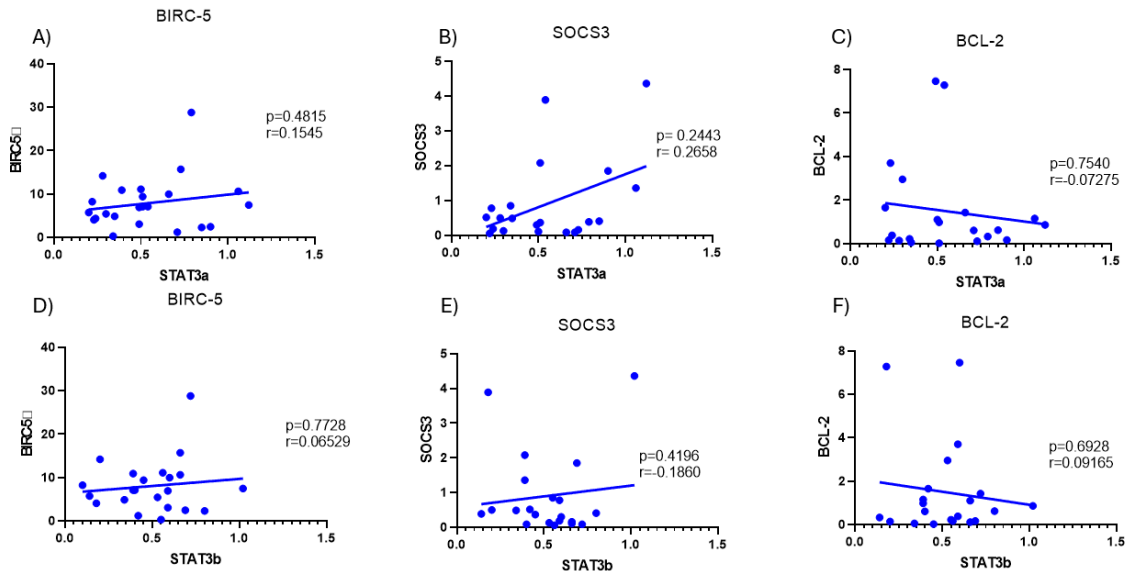 A)
BIRC-5
40
30
20
10
0
BIRC5□
p=0.4815
r=0.1545
0.0 0.5 1.0 1.5
STAT3a
B)
SOCS3
5
4
3
2
1
0
SOCS3
p= 0.2443
r= 0.2658
0.0 0.5 1.0 1.5
STAT3a
C)
BCL-2
8
6
4
2
0
BCL-2
p=0.7540
r=-0.07275
0.0 0.5 1.0 1.5
STAT3a
D)
BIRC-5
40
30
20
10
0
BIRC5□
p=0.7728
r=0.06529
0.0 0.5 1.0 1.5
STAT3b
E)
SOCS3
5
4
3
2
1
0
SOCS3
p=0.4196
r=-0.1860
0.0 0.5 1.0 1.5
STAT3b
F)
BCL-2
8
6
4
2
0
BCL-2
p=0.6928
r=0.09165
0.0 0.5 1.0 1.5
STAT3b